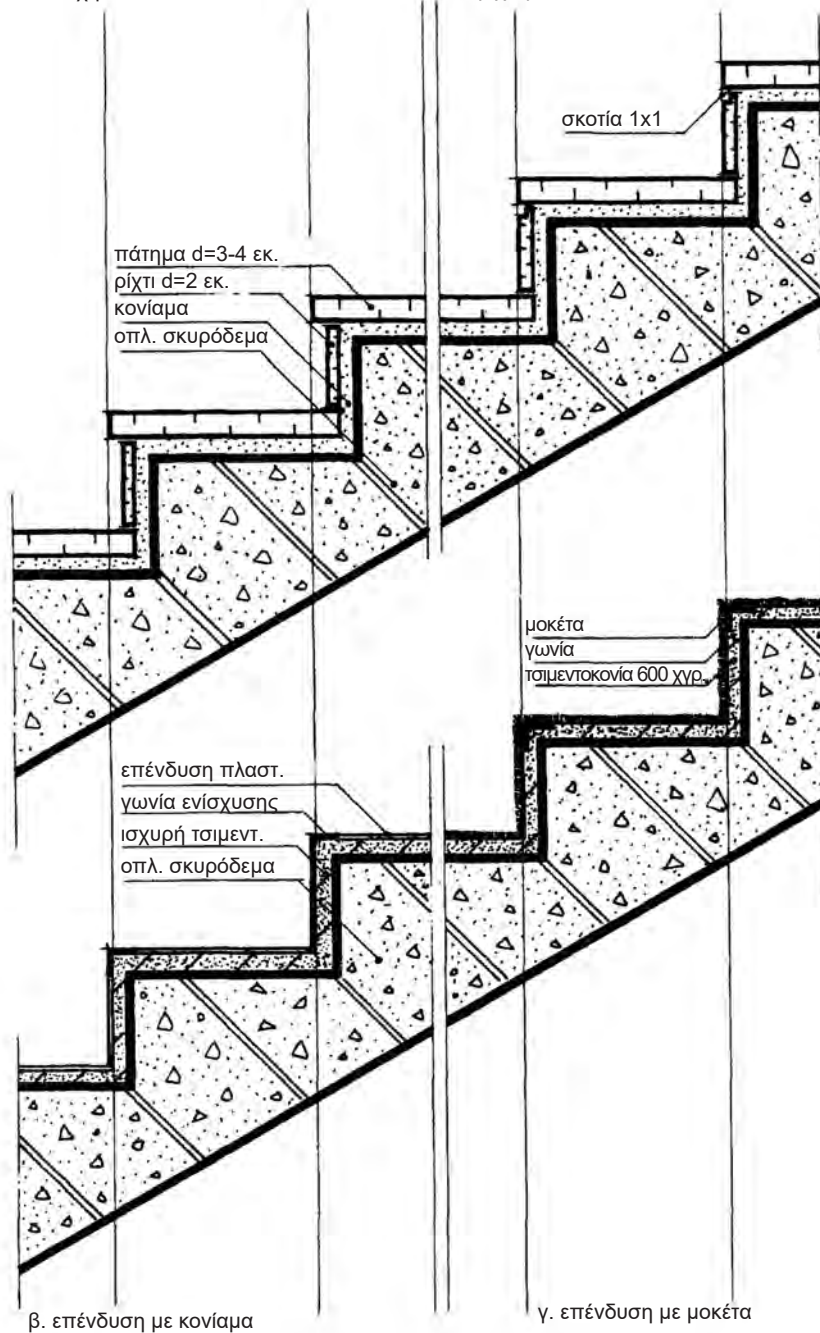 σκοτία 1x1
πάτημα d=3-4 εκ.
ρίχτι d=2 εκ.
κονίαμα
οπλ. σκυρόδεμα
μοκέτα
γωνία
τσιμεντοκονία 600 χγρ.
επένδυση πλαστ.
γωνία ενίσχυσης
ισχυρή τσιμεντ.
οπλ. σκυρόδεμα
β. επένδυση με κονίαμα
γ. επένδυση με μοκέτα